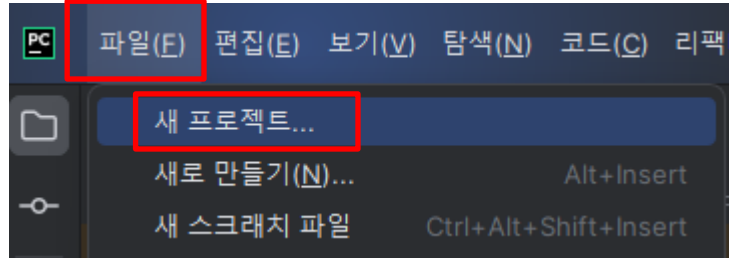 PC 파일(F) 편집(E) 보기(V) 탐색(N) 코드(C) 리팩
새 프로젝트...
새로 만들기(N)... Alt+Insert
새 스크래치 파일 Ctrl+Alt+Shift+Insert